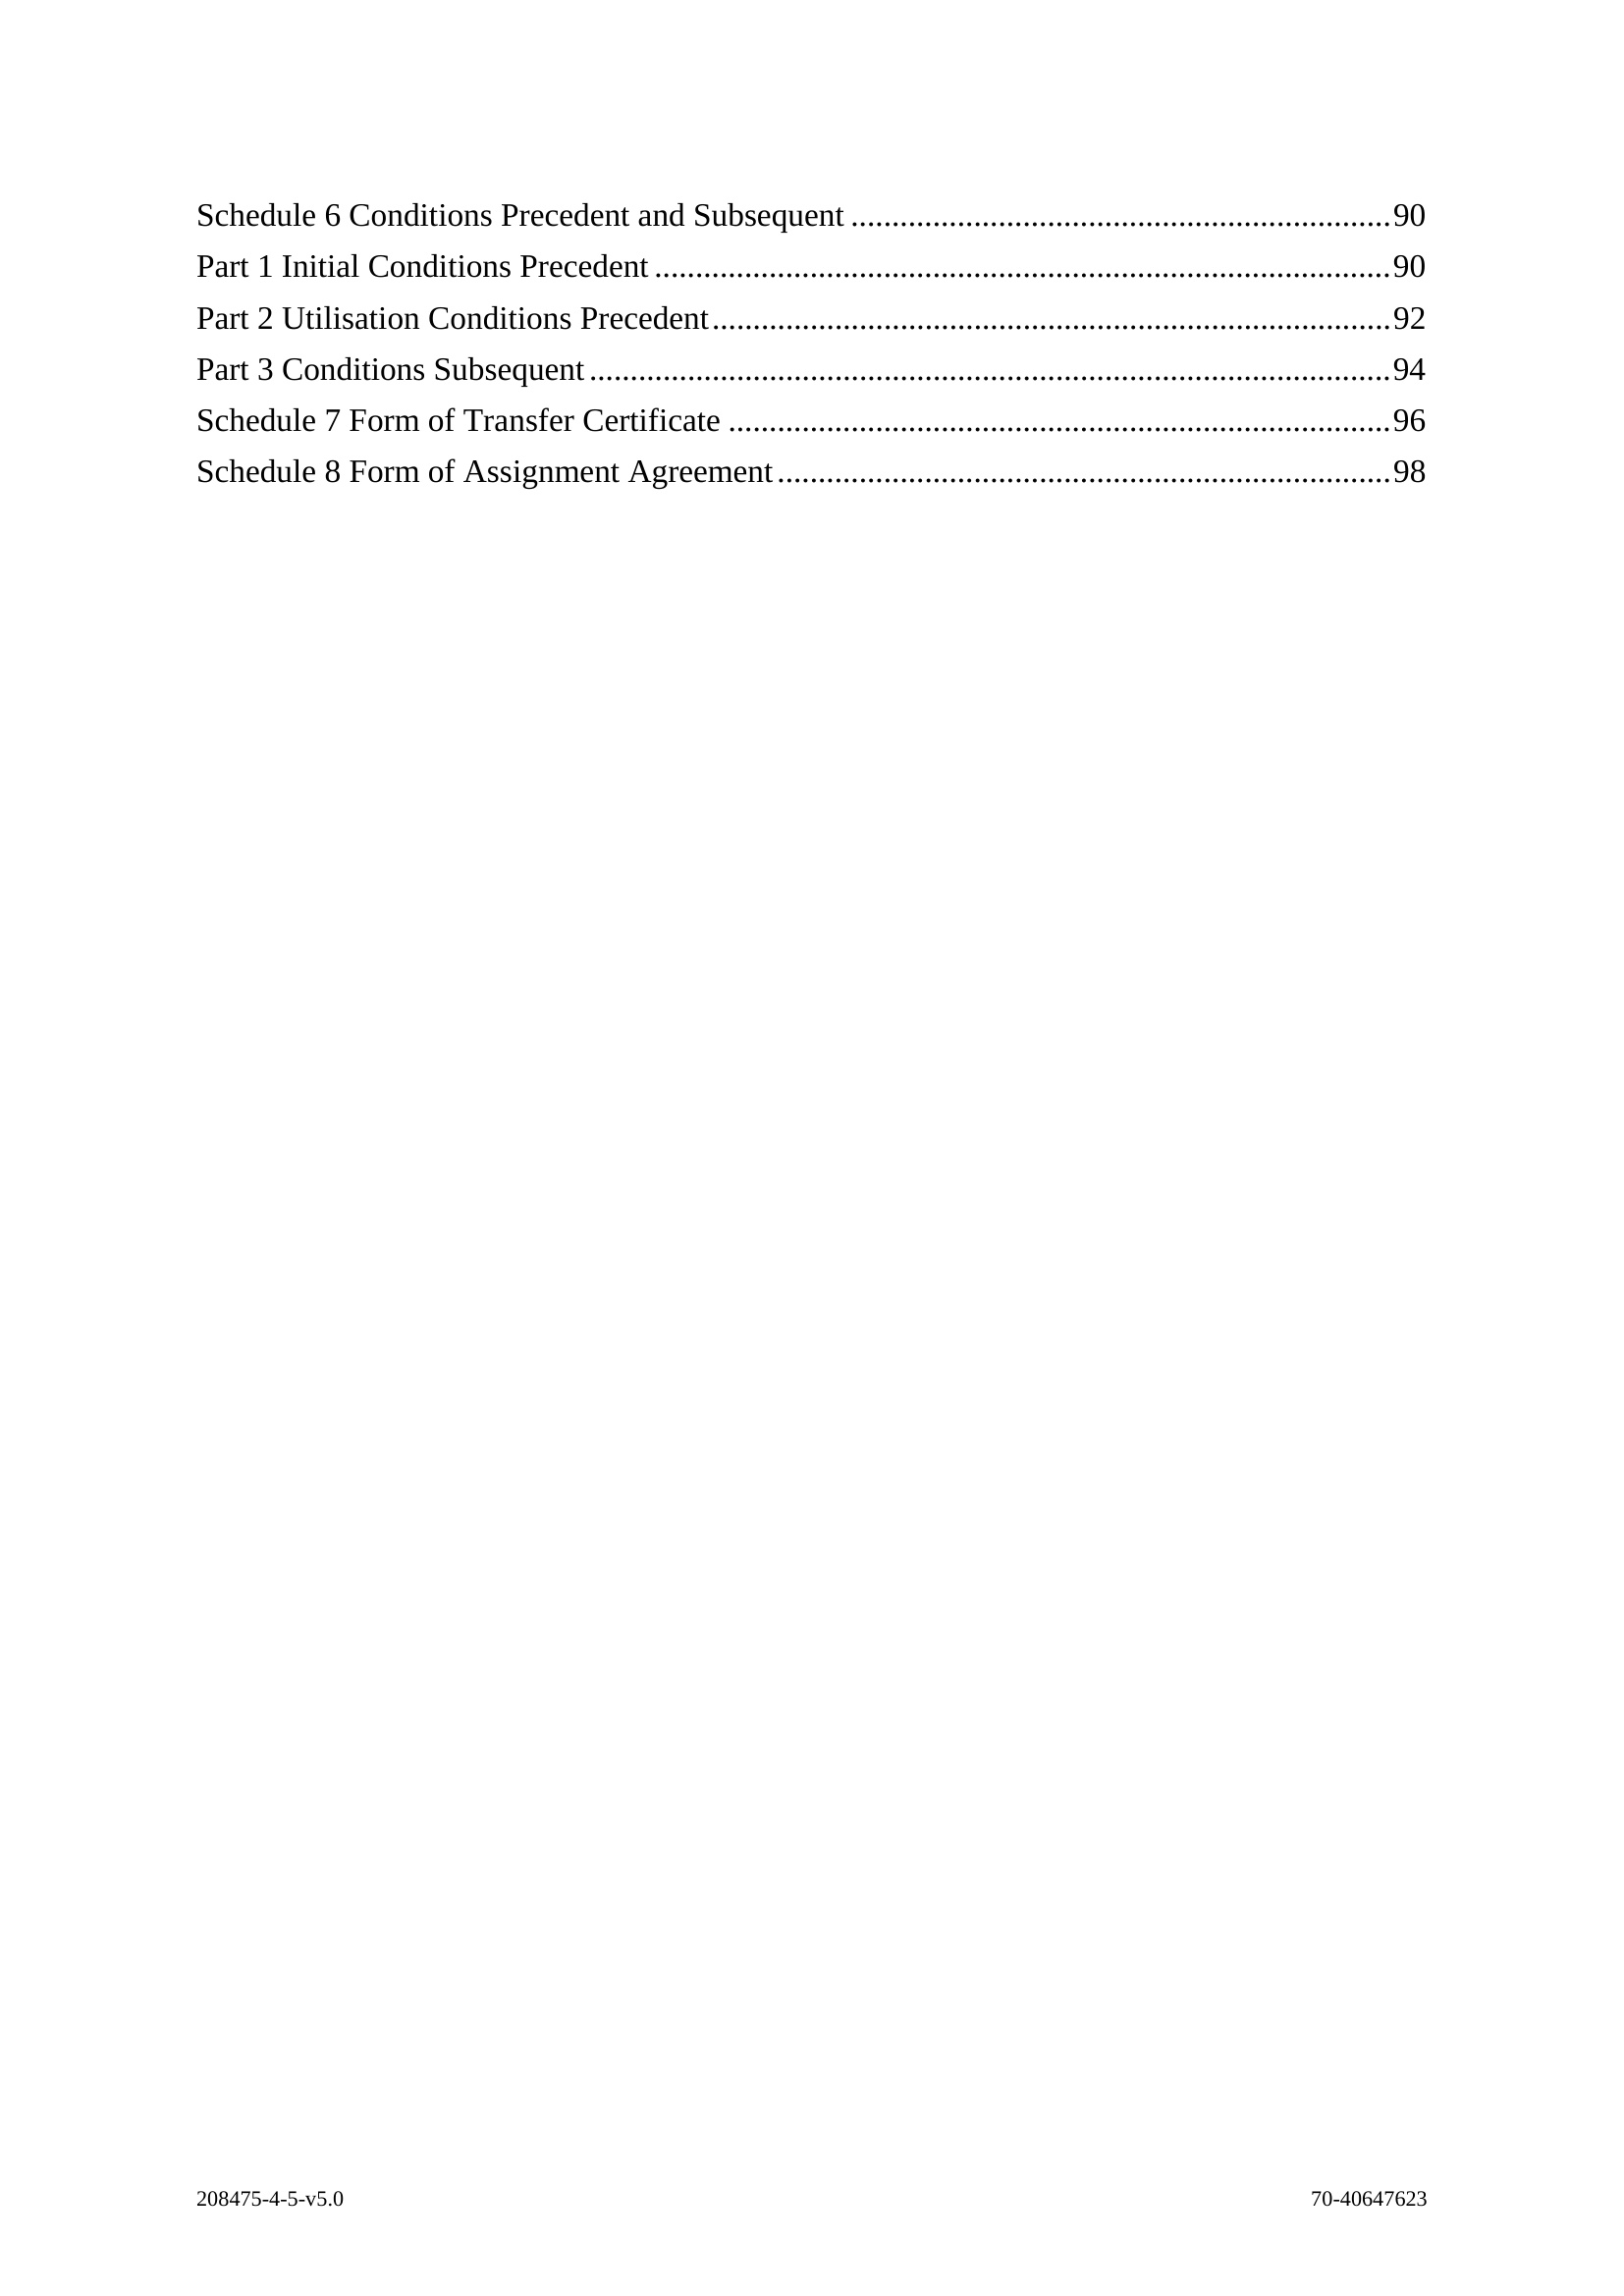 Schedule 6 Conditions Precedent and Subsequent ..................................................................90
Part 1 Initial Conditions Precedent ..........................................................................................90
Part 2 Utilisation Conditions Precedent...................................................................................92
Part 3 Conditions Subsequent ..................................................................................................94
Schedule 7 Form of Transfer Certificate .................................................................................96
Schedule 8 Form of Assignment Agreement...........................................................................98
208475-4-5-v5.0 70-40647623